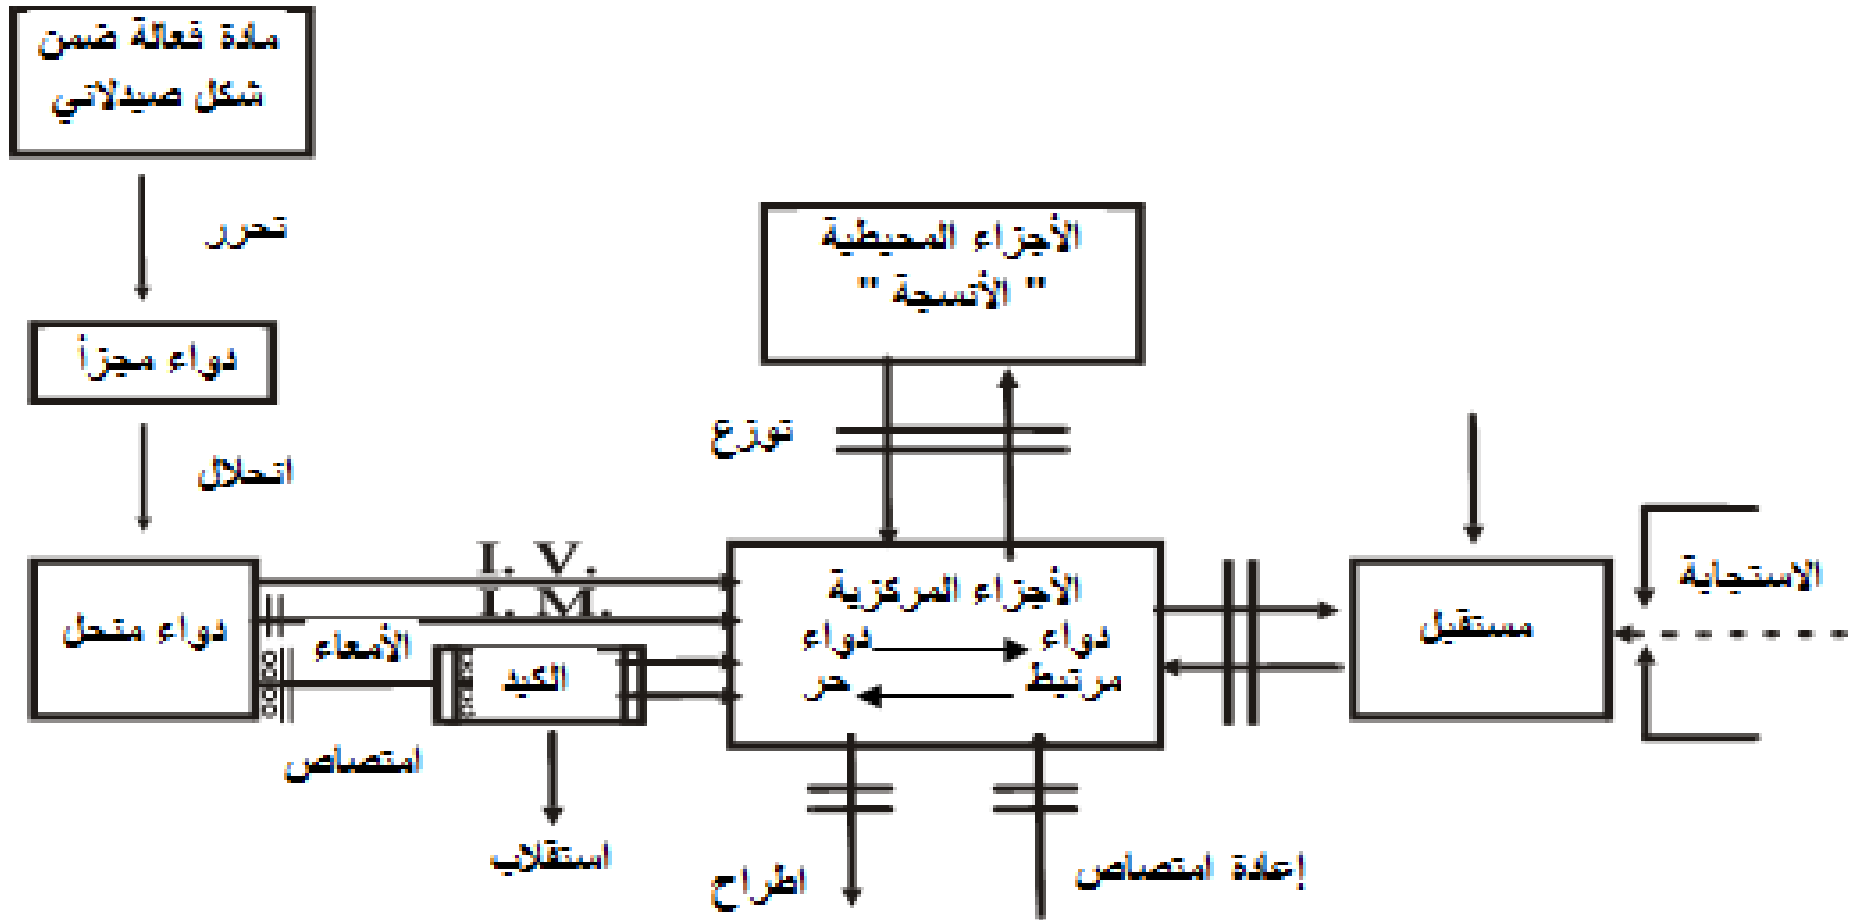 مادة فعالة ضمن
شكل صيدلاني
تحرر
دواء مجزأ
انحلال
دواء منحل
I. V.
I. M.
الأمعاء
الكبد
امتصاص
استقلاب
الأجزاء المحيطية
" الأنسجة "
توزع
الأجزاء المركزية
دواء دواء
حر مرتبط
اطراح
إعادة امتصاص
مستقبل
الاستجابة